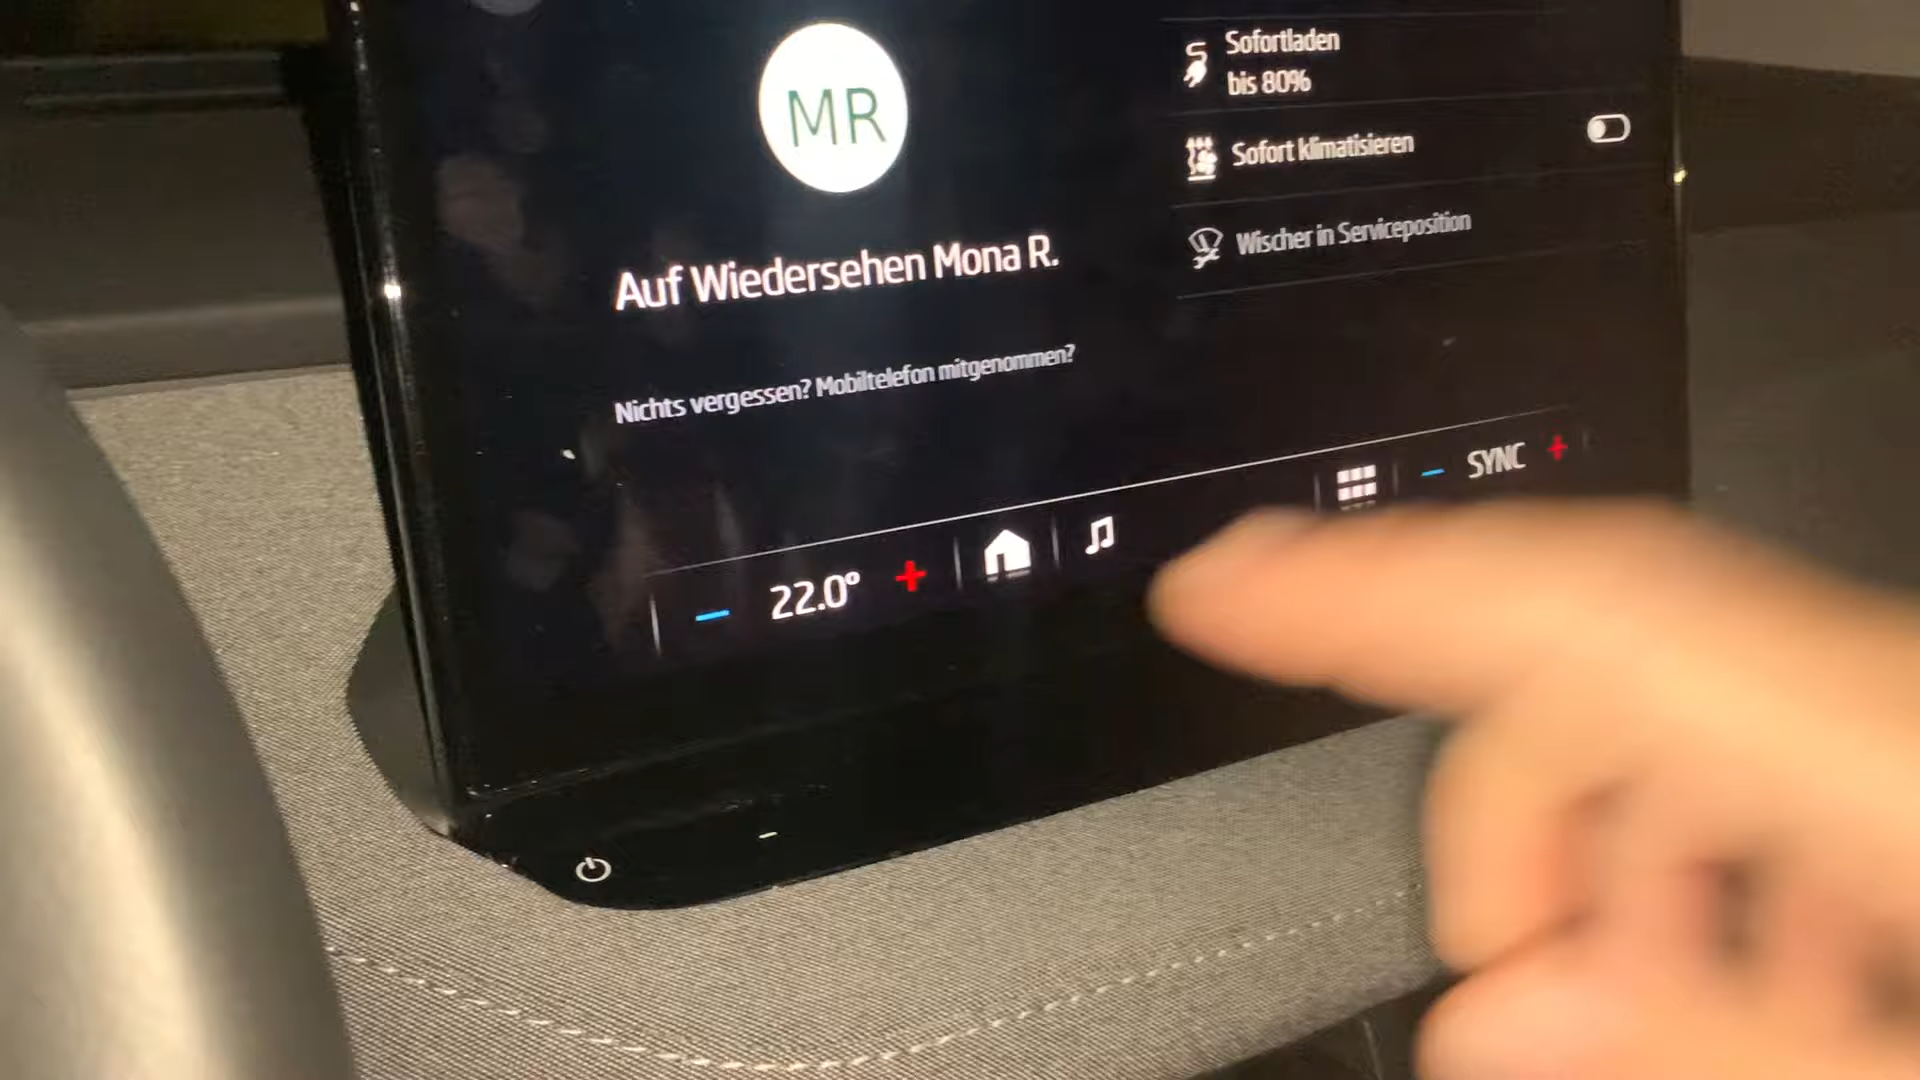 MR
Auf Wiedersehen Mona R.
Nichts vergessen? Mobiltelefon mitgenommen?
Sofortladen
bis 80%
Sofort klimatisieren
Wischer in Serviceposition
22.0°
SYNC